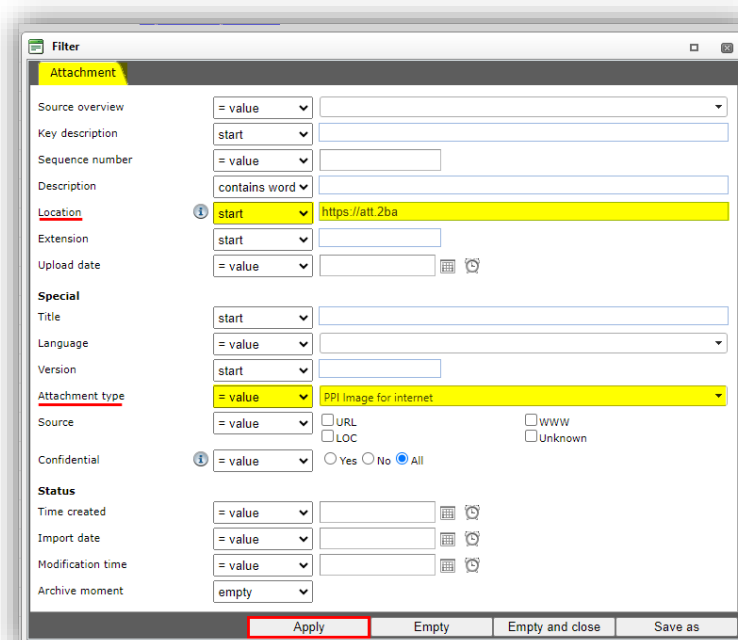 Filter
Attachment
Source overview = value
Key description start
Sequence number = value
Description contains word
Location start https://att.2ba
Extension start
Upload date = value
Special
Title start
Language = value
Version start
Attachment type = value PPI Image for internet
Source = value URL WWW
LOC Unknown
Confidential = value Yes No All
Status
Time created = value
Import date = value
Modification time = value
Archive moment empty
Apply Empty Empty and close Save as